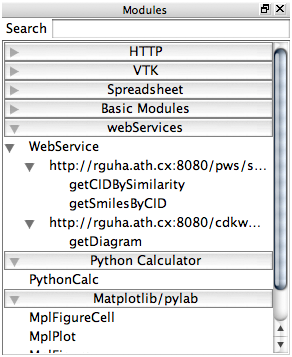 Modules
Search
HTTP
VTK
Spreadsheet
Basic Modules
webServices
WebService
http://rguha.ath.cx:8080/pws/s...
getCIDBySimilarity
getSmilesByCID
http://rguha.ath.cx:8080/cdkw...
getDiagram
Python Calculator
PythonCalc
Matplotlib/pylab
MplFigureCell
MplPlot